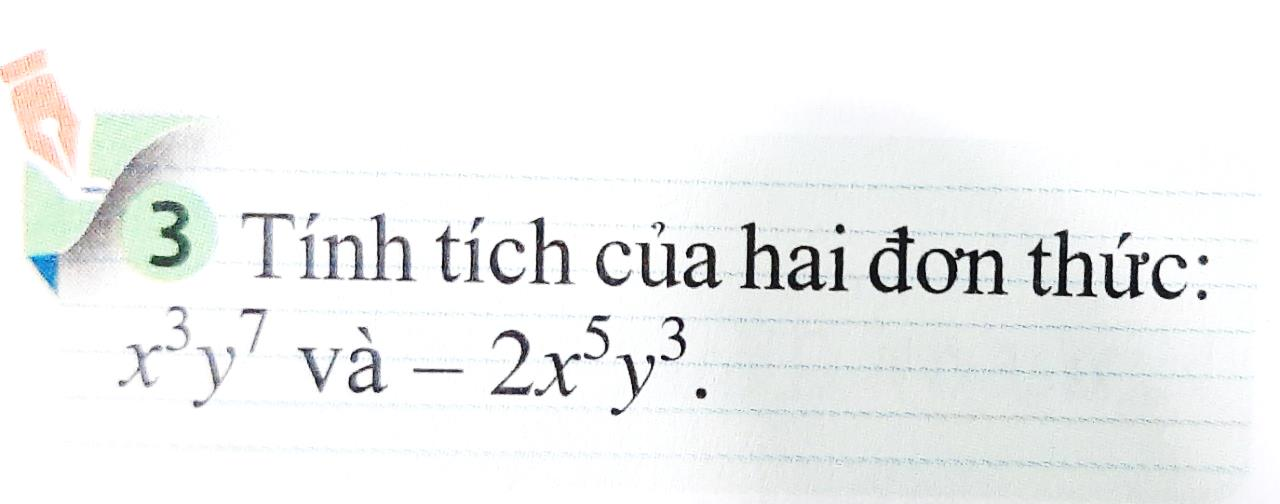 3 Tính tích của hai đơn thức:
x³y⁷ và – 2x⁵y³.